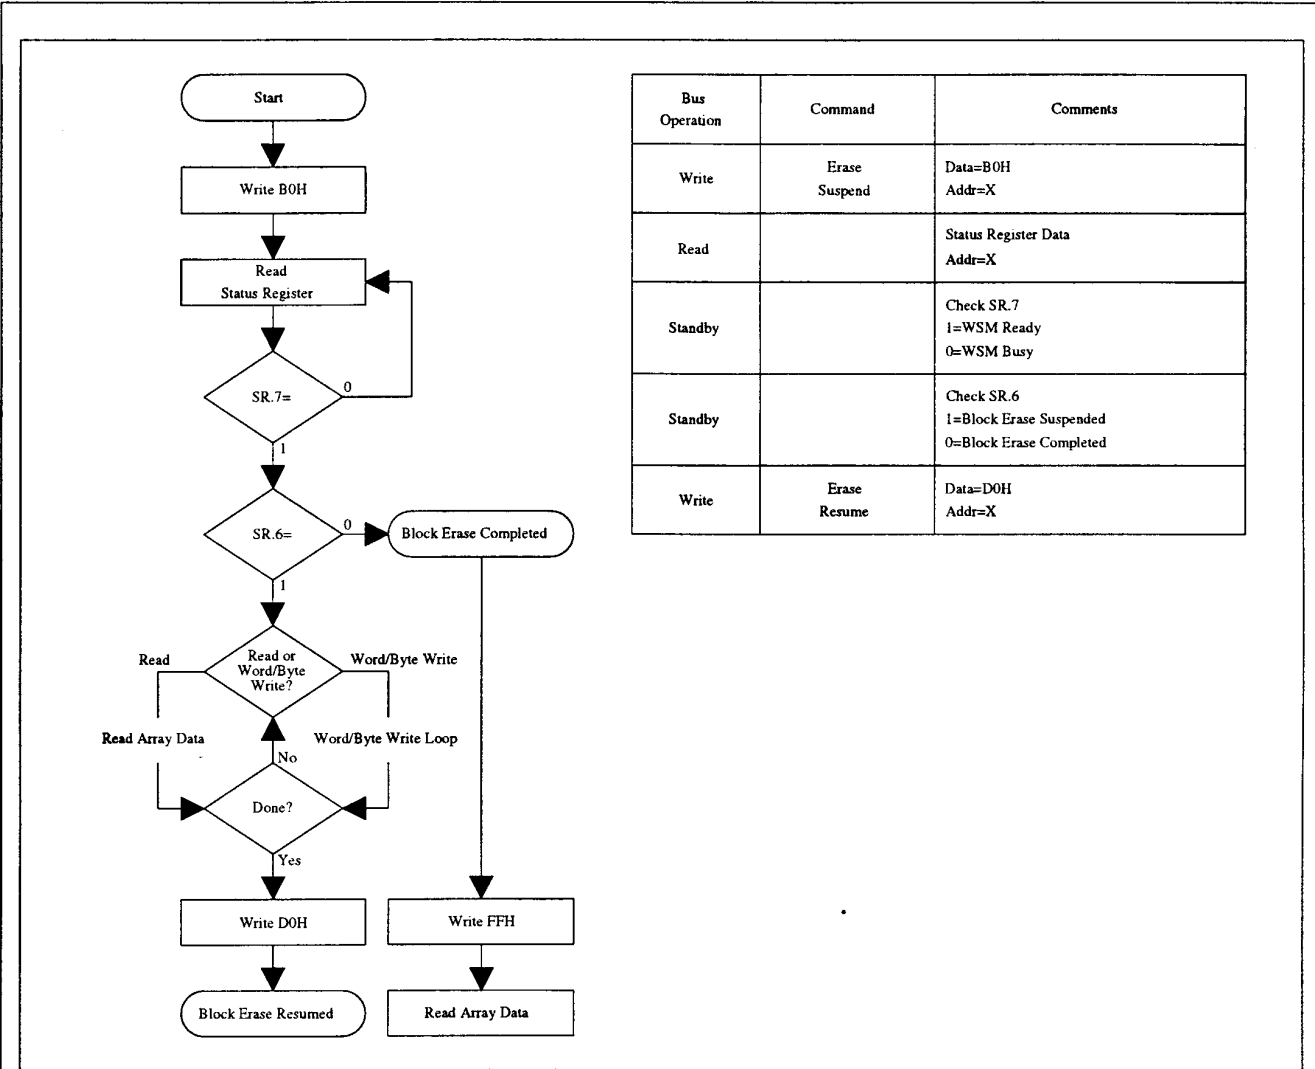 Start
Write B0H
Read
Status Register
SR.7=
0
1
SR.6=
0
Block Erase Completed
1
Read or
Word/Byte
Write?
Read
Word/Byte Write
Read Array Data
Word/Byte Write Loop
No
Done?
Yes
Write D0H
Write FFH
Block Erase Resumed
Read Array Data
Bus
Operation
Command
Comments
Write
Erase
Suspend
Data=B0H
Addr=X
Read
Status Register Data
Addr=X
Standby
Check SR.7
1=WSM Ready
0=WSM Busy
Standby
Check SR.6
1=Block Erase Suspended
0=Block Erase Completed
Write
Erase
Resume
Data=D0H
Addr=X